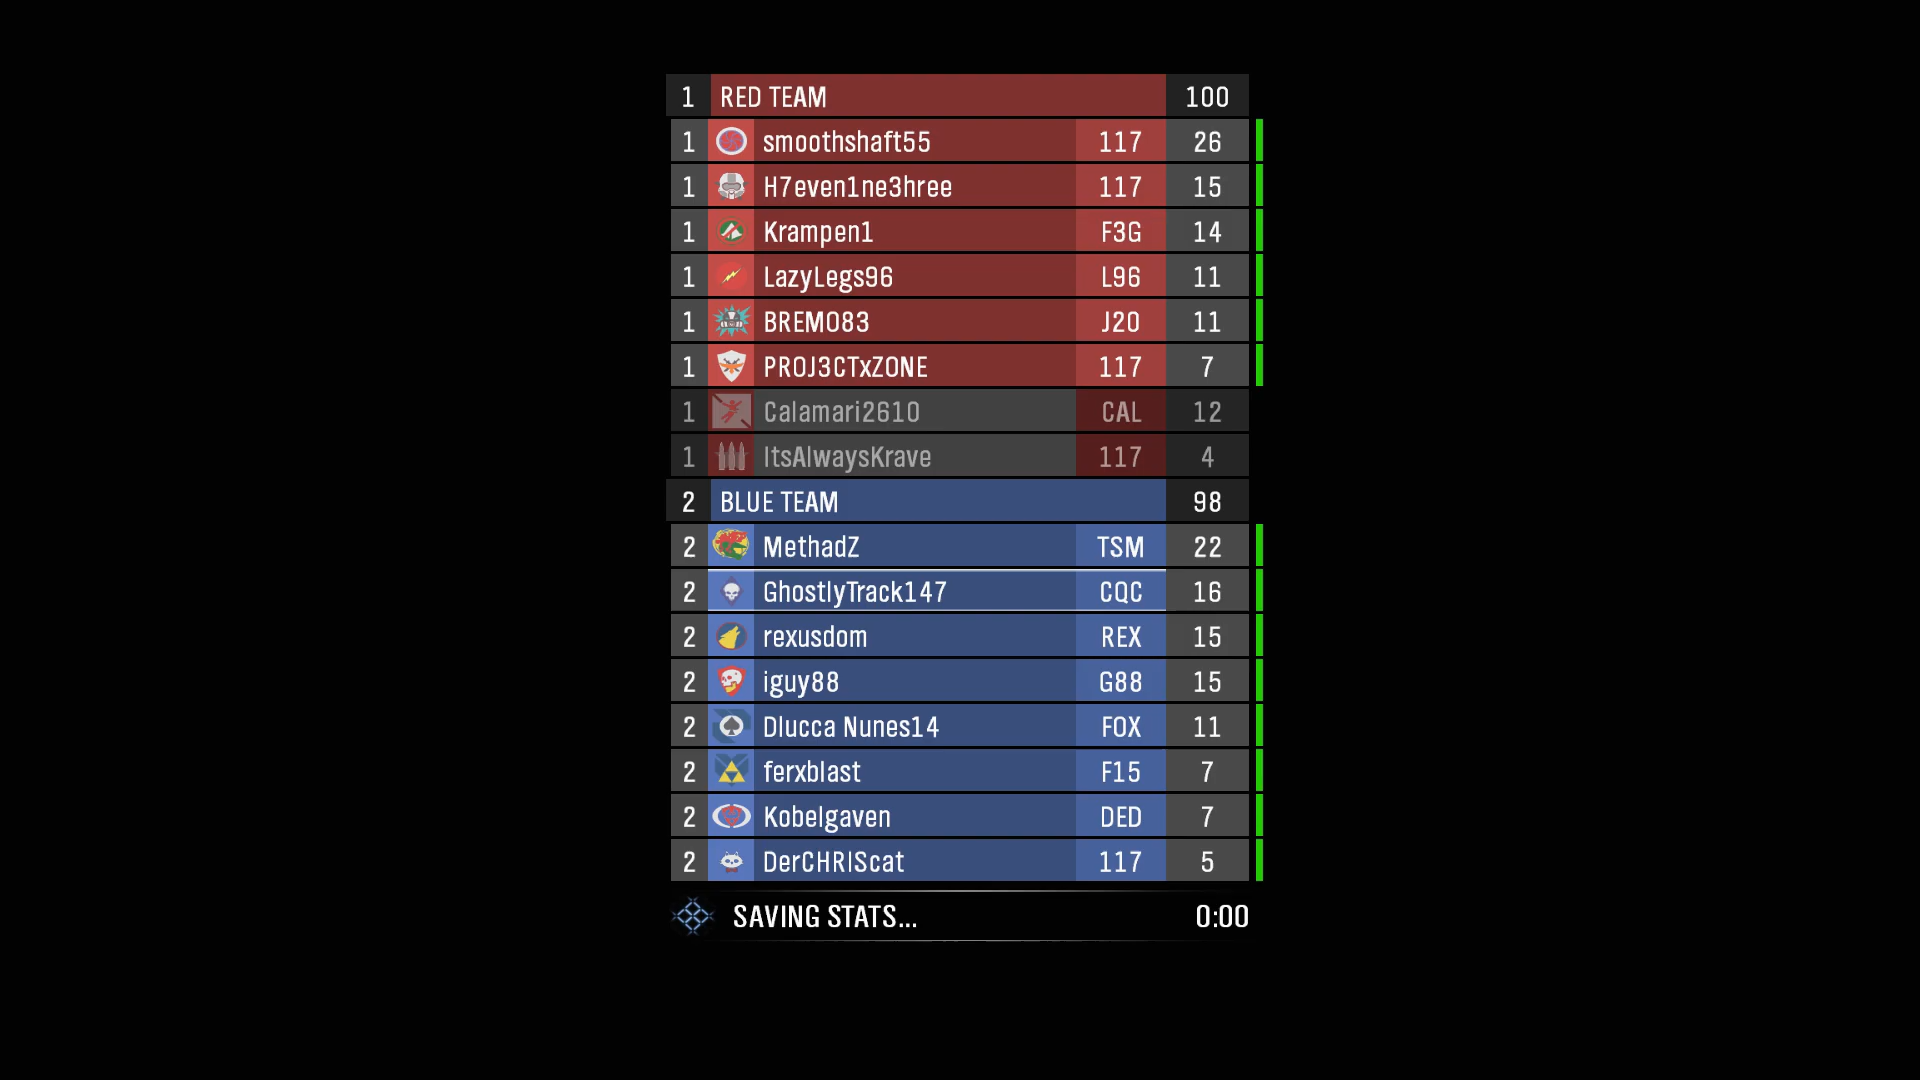 1 RED TEAM 100
1 smoothshaft55 117 26
1 H7even1ne3hree 117 15
1 Krampen1 F3G 14
1 LazyLegs96 L96 11
1 BREMO83 J20 11
1 PROJ3CTxZONE 117 7
1 Calamari2610 CAL 12
1 ItsAlwaysKrave 117 4
2 BLUE TEAM 98
2 MethadZ TSM 22
2 GhostlyTrack147 CQC 16
2 rexusdom REX 15
2 iguy88 G88 15
2 Dlucca Nunes14 FOX 11
2 ferxblast F15 7
2 Kobelgaven DED 7
2 DerCHRIScat 117 5
SAVING STATS... 0:00